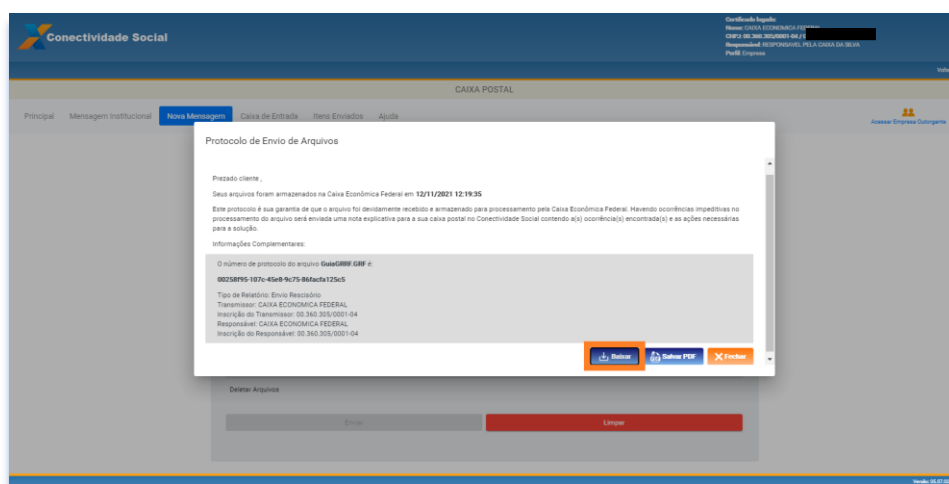 Conectividade Social
Certificado logado:
Nome: CAIXA ECONOMICA FEDERAL
CNPJ: 00.360.305/0001-04 /
Responsável: RESPONSAVEL PELA CAIXA DA SILVA
Perfil: Empresa
CAIXA POSTAL
Principal Mensagem Institucional Nova Mensagem Caixa de Entrada Itens Enviados Ajuda
Acessar Empresa Outorgante
Protocolo de Envio de Arquivos
Prezado cliente ,
Seus arquivos foram armazenados na Caixa Econômica Federal em 12/11/2021 12:19:35
Este protocolo é sua garantia de que o arquivo foi devidamente recebido e armazenado para processamento pela Caixa Econômica Federal. Havendo ocorrências impeditivas no
processamento do arquivo será enviada uma nota explicativa para a sua caixa postal no Conectividade Social contendo a(s) ocorrência(s) encontrada(s) e as ações necessárias
para a solução.
Informações Complementares:
O número de protocolo do arquivo GuiaGRRF.GRF é:
00258f95-107c-45e8-9c75-86facfa125c5
Tipo de Relatório: Envio Rescisório
Transmissor: CAIXA ECONOMICA FEDERAL
Inscrição do Transmissor: 00.360.305/0001-04
Responsável: CAIXA ECONOMICA FEDERAL
Inscrição do Responsável: 00.360.305/0001-04
Baixar Salvar PDF Fechar
Deletar Arquivos
Enviar Limpar